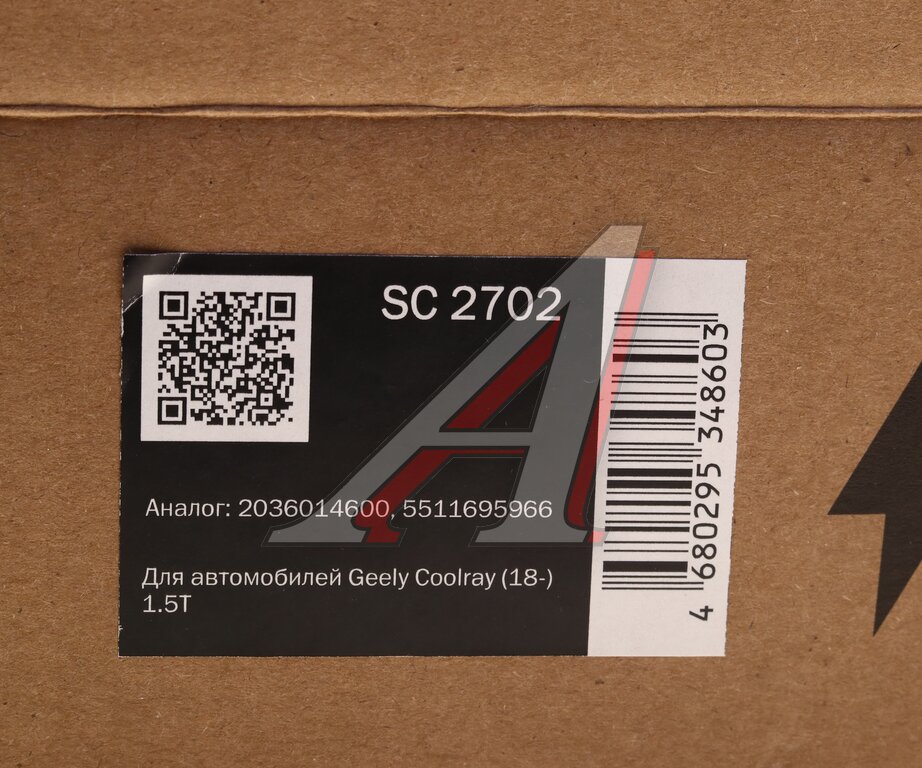 SC 2702
Аналог: 2036014600, 5511695966
Для автомобилей Geely Coolray (18-)
1.5T
4 680295 348603